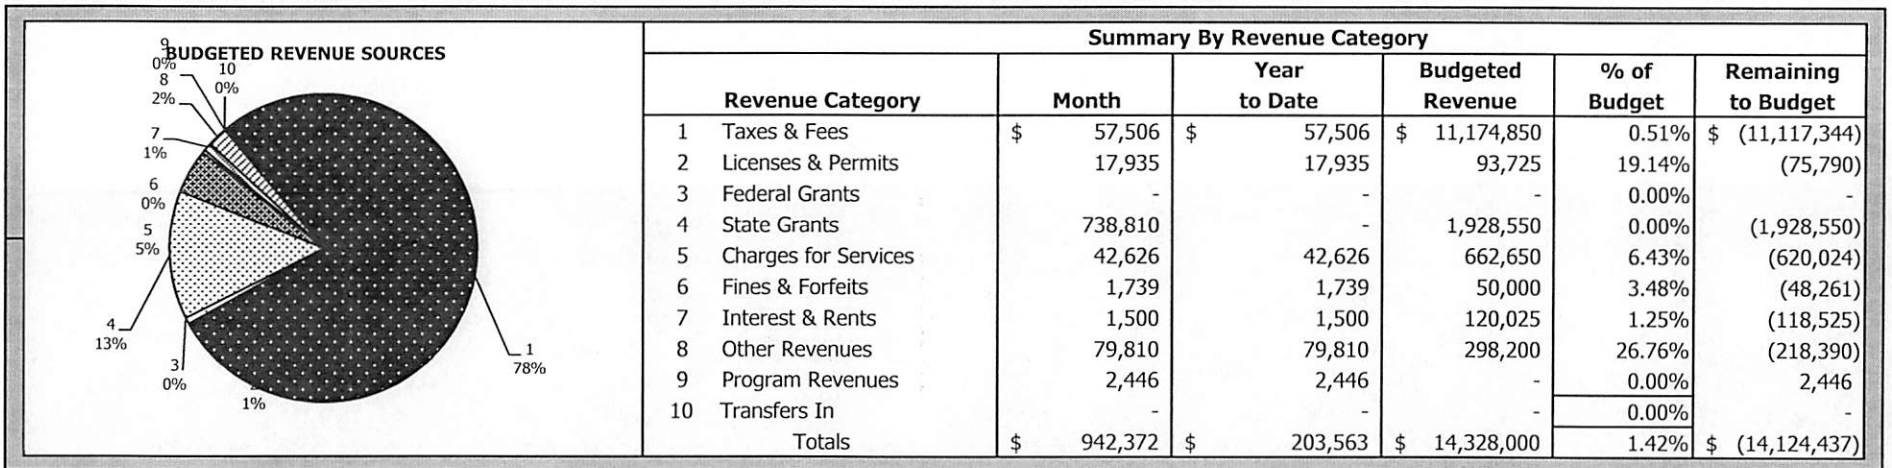 BUDGETED REVENUE SOURCES
9
0%
10
0%
8
2%
7
1%
6
0%
5
5%
4
13%
3
0%
1%
1
78%
Summary By Revenue Category
Year Budgeted % of Remaining
Revenue Category Month to Date Revenue Budget to Budget
1 Taxes & Fees $ 57,506 $ 57,506 $ 11,174,850 0.51% $ (11,117,344)
2 Licenses & Permits 17,935 17,935 93,725 19.14% (75,790)
3 Federal Grants - - - 0.00% -
4 State Grants 738,810 - 1,928,550 0.00% (1,928,550)
5 Charges for Services 42,626 42,626 662,650 6.43% (620,024)
6 Fines & Forfeits 1,739 1,739 50,000 3.48% (48,261)
7 Interest & Rents 1,500 1,500 120,025 1.25% (118,525)
8 Other Revenues 79,810 79,810 298,200 26.76% (218,390)
9 Program Revenues 2,446 2,446 - 0.00% 2,446
10 Transfers In - - - 0.00% -
Totals $ 942,372 $ 203,563 $ 14,328,000 1.42% $ (14,124,437)